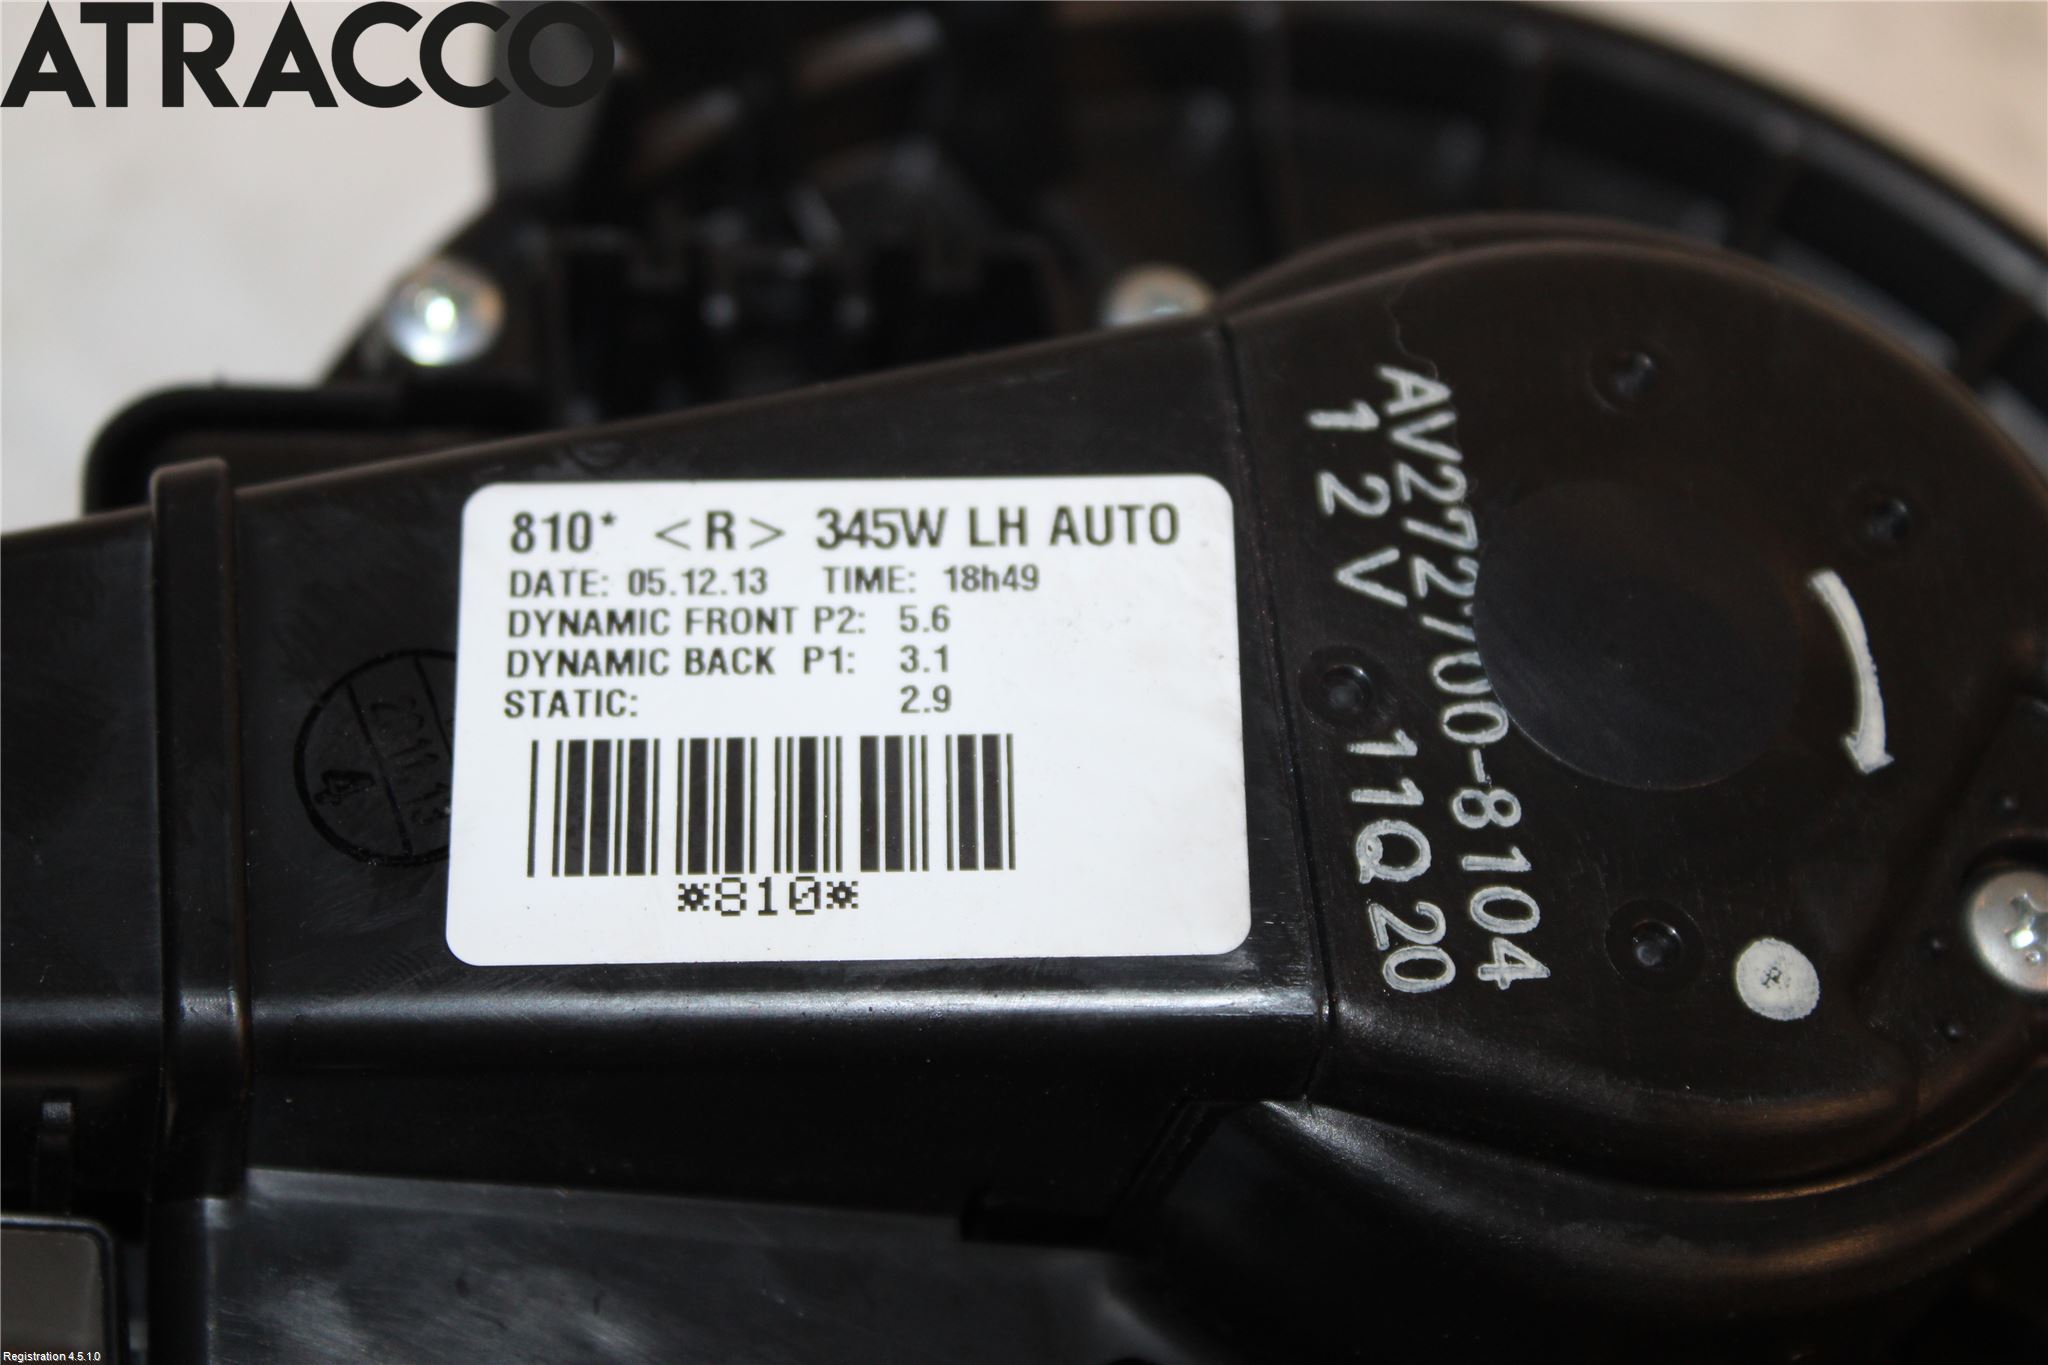 ATRACCO
810* <R> 345W LH AUTO
DATE: 05.12.13 TIME: 18h49
DYNAMIC FRONT P2: 5.6
DYNAMIC BACK P1: 3.1
STATIC: 2.9
*810*
AV272700-8104
12V 11Q20
4
Registration 4.5.1.0